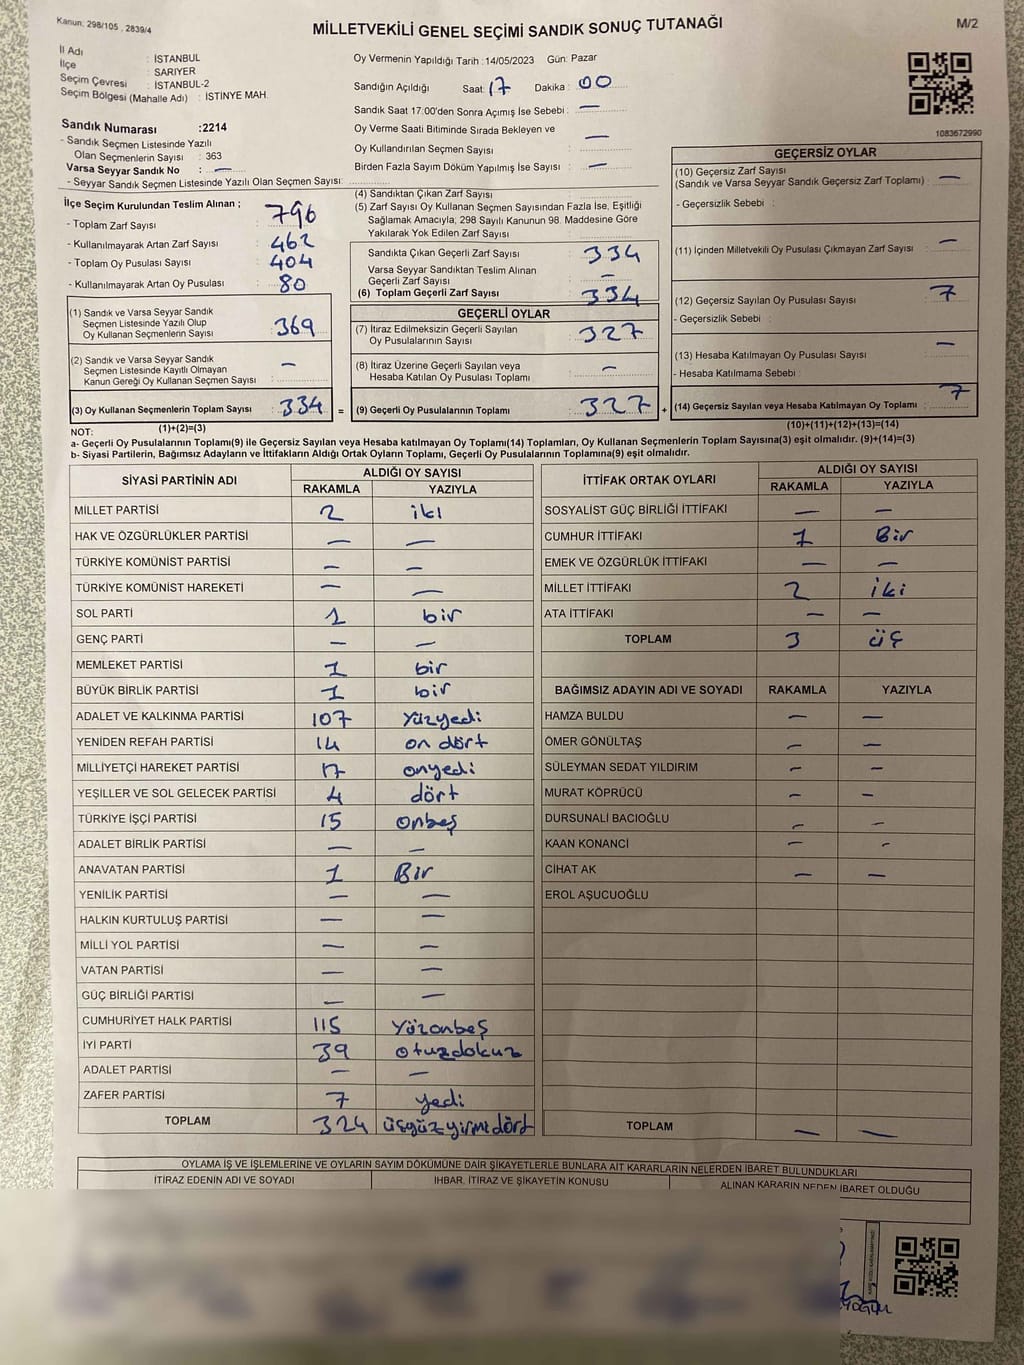 Kanun: 298/105 , 2839/4
MİLLETVEKİLİ GENEL SEÇİMİ SANDIK SONUÇ TUTANAĞI
M/2
İl Adı : İSTANBUL
İlçe : SARIYER
Seçim Çevresi : İSTANBUL-2
Seçim Bölgesi (Mahalle Adı) : İSTİNYE MAH.
Sandık Numarası :2214
- Sandık Seçmen Listesinde Yazılı
Olan Seçmenlerin Sayısı : 363
Varsa Seyyar Sandık No : —
- Seyyar Sandık Seçmen Listesinde Yazılı Olan Seçmen Sayısı:
Oy Vermenin Yapıldığı Tarih :14/05/2023 Gün: Pazar
Sandığın Açıldığı Saat: 17 Dakika : 00
Sandık Saat 17:00'den Sonra Açımış İse Sebebi : —
Oy Verme Saati Bitiminde Sırada Bekleyen ve
Oy Kullandırılan Seçmen Sayısı : —
Birden Fazla Sayım Döküm Yapılmış İse Sayısı : —
1083672990
İlçe Seçim Kurulundan Teslim Alınan ;
- Toplam Zarf Sayısı : 796
- Kullanılmayarak Artan Zarf Sayısı : 462
- Toplam Oy Pusulası Sayısı : 404
- Kullanılmayarak Artan Oy Pusulası : 80
(1) Sandık ve Varsa Seyyar Sandık
Seçmen Listesinde Yazılı Olup
Oy Kullanan Seçmenlerin Sayısı : 369
(2) Sandık ve Varsa Seyyar Sandık
Seçmen Listesinde Kayıtlı Olmayan
Kanun Gereği Oy Kullanan Seçmen Sayısı : —
(3) Oy Kullanan Seçmenlerin Toplam Sayısı : 334 =
(1)+(2)=(3)
(4) Sandıktan Çıkan Zarf Sayısı :
(5) Zarf Sayısı Oy Kullanan Seçmen Sayısından Fazla İse, Eşitliği
Sağlamak Amacıyla; 298 Sayılı Kanunun 98. Maddesine Göre
Yakılarak Yok Edilen Zarf Sayısı :
Sandıkta Çıkan Geçerli Zarf Sayısı : 334
Varsa Seyyar Sandıktan Teslim Alınan
Geçerli Zarf Sayısı : —
(6) Toplam Geçerli Zarf Sayısı : 334
GEÇERLİ OYLAR
(7) İtiraz Edilmeksizin Geçerli Sayılan
Oy Pusulalarının Sayısı : 327
(8) İtiraz Üzerine Geçerli Sayılan veya
Hesaba Katılan Oy Pusulası Toplamı : —
(9) Geçerli Oy Pusulalarının Toplamı : 327 +
GEÇERSİZ OYLAR
(10) Geçersiz Zarf Sayısı
(Sandık ve Varsa Seyyar Sandık Geçersiz Zarf Toplamı) : —
- Geçersizlik Sebebi :
(11) İçinden Milletvekili Oy Pusulası Çıkmayan Zarf Sayısı : —
(12) Geçersiz Sayılan Oy Pusulası Sayısı : 7
- Geçersizlik Sebebi :
(13) Hesaba Katılmayan Oy Pusulası Sayısı : —
- Hesaba Katılmama Sebebi :
(14) Geçersiz Sayılan veya Hesaba Katılmayan Oy Toplamı : 7
(10)+(11)+(12)+(13)=(14)
NOT:
a- Geçerli Oy Pusulalarının Toplam(9) ile Geçersiz Sayılan veya Hesaba katılmayan Oy Toplamı(14) Toplamları, Oy Kullanan Seçmenlerin Toplam Sayısına(3) eşit olmalıdır. (9)+(14)=(3)
b- Siyasi Partilerin, Bağımsız Adayların ve İttifakların Aldığı Ortak Oyların Toplamı, Geçerli Oy Pusulalarının Toplamına(9) eşit olmalıdır.
SİYASİ PARTİNİN ADI ALDIĞI OY SAYISI
RAKAMLA YAZIYLA
MİLLET PARTİSİ 2 iki
HAK VE ÖZGÜRLÜKLER PARTİSİ — —
TÜRKİYE KOMÜNİST PARTİSİ — —
TÜRKİYE KOMÜNİST HAREKETİ — —
SOL PARTİ 1 bir
GENÇ PARTİ — —
MEMLEKET PARTİSİ 1 bir
BÜYÜK BİRLİK PARTİSİ 1 bir
ADALET VE KALKINMA PARTİSİ 107 Yüzyedi
YENİDEN REFAH PARTİSİ 14 on dört
MİLLİYETÇİ HAREKET PARTİSİ 17 onyedi
YEŞİLLER VE SOL GELECEK PARTİSİ 4 dört
TÜRKİYE İŞÇİ PARTİSİ 15 onbeş
ADALET BİRLİK PARTİSİ — —
ANAVATAN PARTİSİ 1 Bir
YENİLİK PARTİSİ — —
HALKIN KURTULUŞ PARTİSİ — —
MİLLİ YOL PARTİSİ — —
VATAN PARTİSİ — —
GÜÇ BİRLİĞİ PARTİSİ — —
CUMHURİYET HALK PARTİSİ 115 Yüzonbeş
İYİ PARTİ 39 otuzdokuz
ADALET PARTİSİ — —
ZAFER PARTİSİ 7 yedi
TOPLAM 324 üçyüzyirmidört
İTTİFAK ORTAK OYLARI ALDIĞI OY SAYISI
RAKAMLA YAZIYLA
SOSYALİST GÜÇ BİRLİĞİ İTTİFAKI — —
CUMHUR İTTİFAKI 1 Bir
EMEK VE ÖZGÜRLÜK İTTİFAKI — —
MİLLET İTTİFAKI 2 iki
ATA İTTİFAKI — —
TOPLAM 3 üç
BAĞIMSIZ ADAYIN ADI VE SOYADI RAKAMLA YAZIYLA
HAMZA BULDU — —
ÖMER GÖNÜLTAŞ — —
SÜLEYMAN SEDAT YILDIRIM — —
MURAT KÖPRÜCÜ — —
DURSUNALİ BACIOĞLU — —
KAAN KONANCİ — —
CİHAT AK — —
EROL AŞUCUOĞLU
TOPLAM — —
OYLAMA İŞ VE İŞLEMLERİNE VE OYLARIN SAYIM DÖKÜMÜNE DAİR ŞİKAYETLERLE BUNLARA AİT KARARLARIN NELERDEN İBARET BULUNDUKLARI
İTİRAZ EDENİN ADI VE SOYADI İHBAR, İTİRAZ VE ŞİKAYETİN KONUSU ALINAN KARARIN NEDEN İBARET OLDUĞU